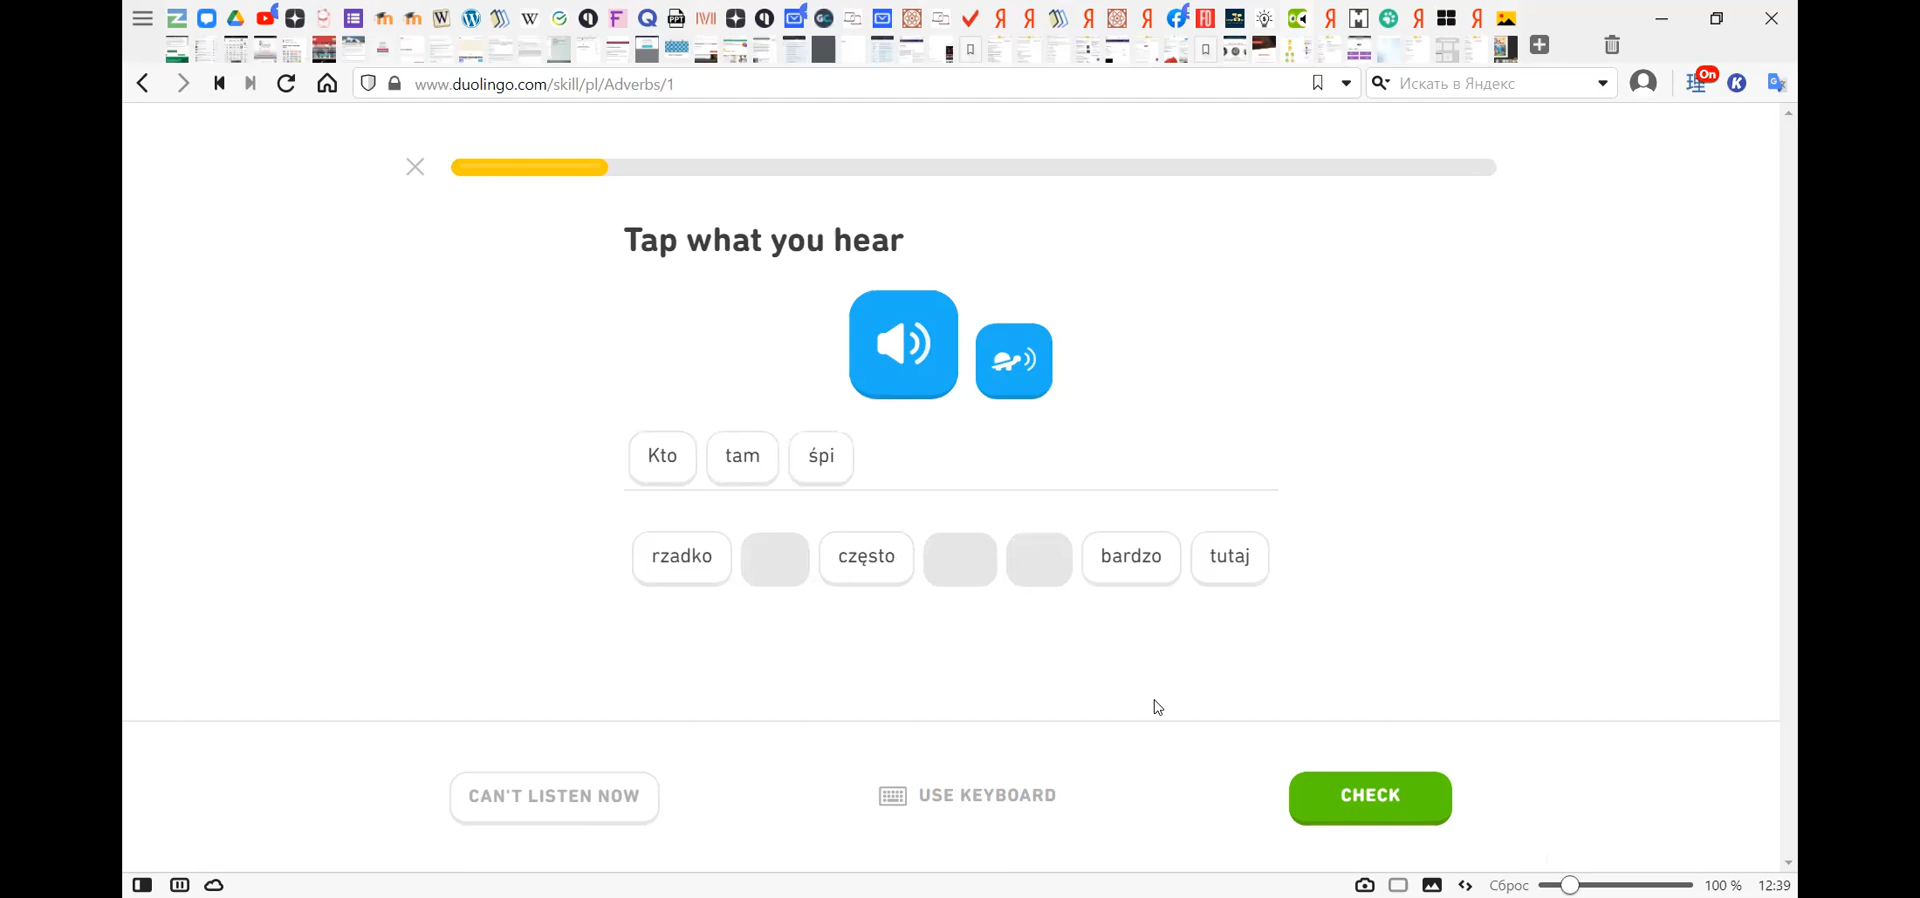 www.duolingo.com/skill/pl/Adverbs/1
Искать в Яндекс
On
Tap what you hear
Kto tam śpi
rzadko często bardzo tutaj
CAN'T LISTEN NOW
USE KEYBOARD
CHECK
Сброс 100 % 12:39